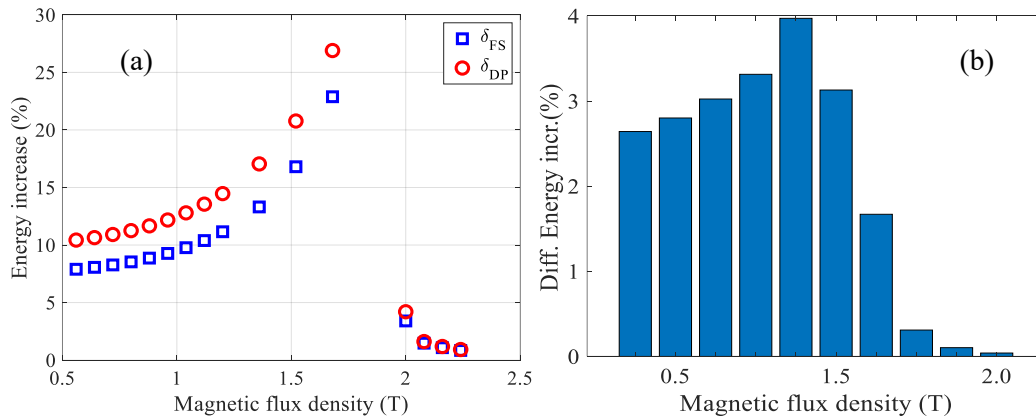 30
25
20
15
10
5
0
0.5
1
1.5
2
2.5
Energy increase (%)
Magnetic flux density (T)
(a)
δFS
δDP
4
3
2
1
0
0.5
1.5
2.0
Diff. Energy incr.(%)
Magnetic flux density (T)
(b)